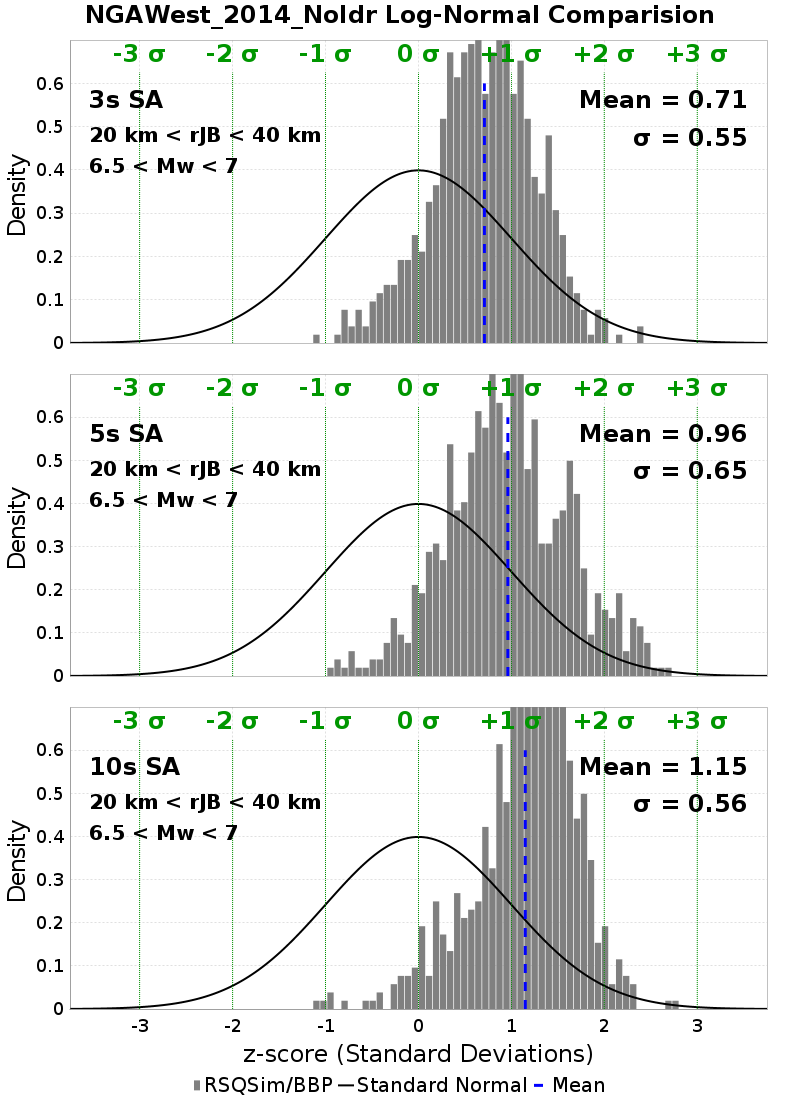 NGAWest_2014_NoIdr Log-Normal Comparision
-3 σ -2 σ -1 σ 0 σ +1 σ +2 σ +3 σ
3s SA
Mean = 0.71
20 km < rJB < 40 km
σ = 0.55
6.5 < Mw < 7
Density
0.6
0.5
0.4
0.3
0.2
0.1
0
-3 σ -2 σ -1 σ 0 σ +1 σ +2 σ +3 σ
5s SA
Mean = 0.96
20 km < rJB < 40 km
σ = 0.65
6.5 < Mw < 7
Density
0.6
0.5
0.4
0.3
0.2
0.1
0
-3 σ -2 σ -1 σ 0 σ +1 σ +2 σ +3 σ
10s SA
Mean = 1.15
20 km < rJB < 40 km
σ = 0.56
6.5 < Mw < 7
Density
0.6
0.5
0.4
0.3
0.2
0.1
0
-3 -2 -1 0 1 2 3
z-score (Standard Deviations)
RSQSim/BBP Standard Normal Mean